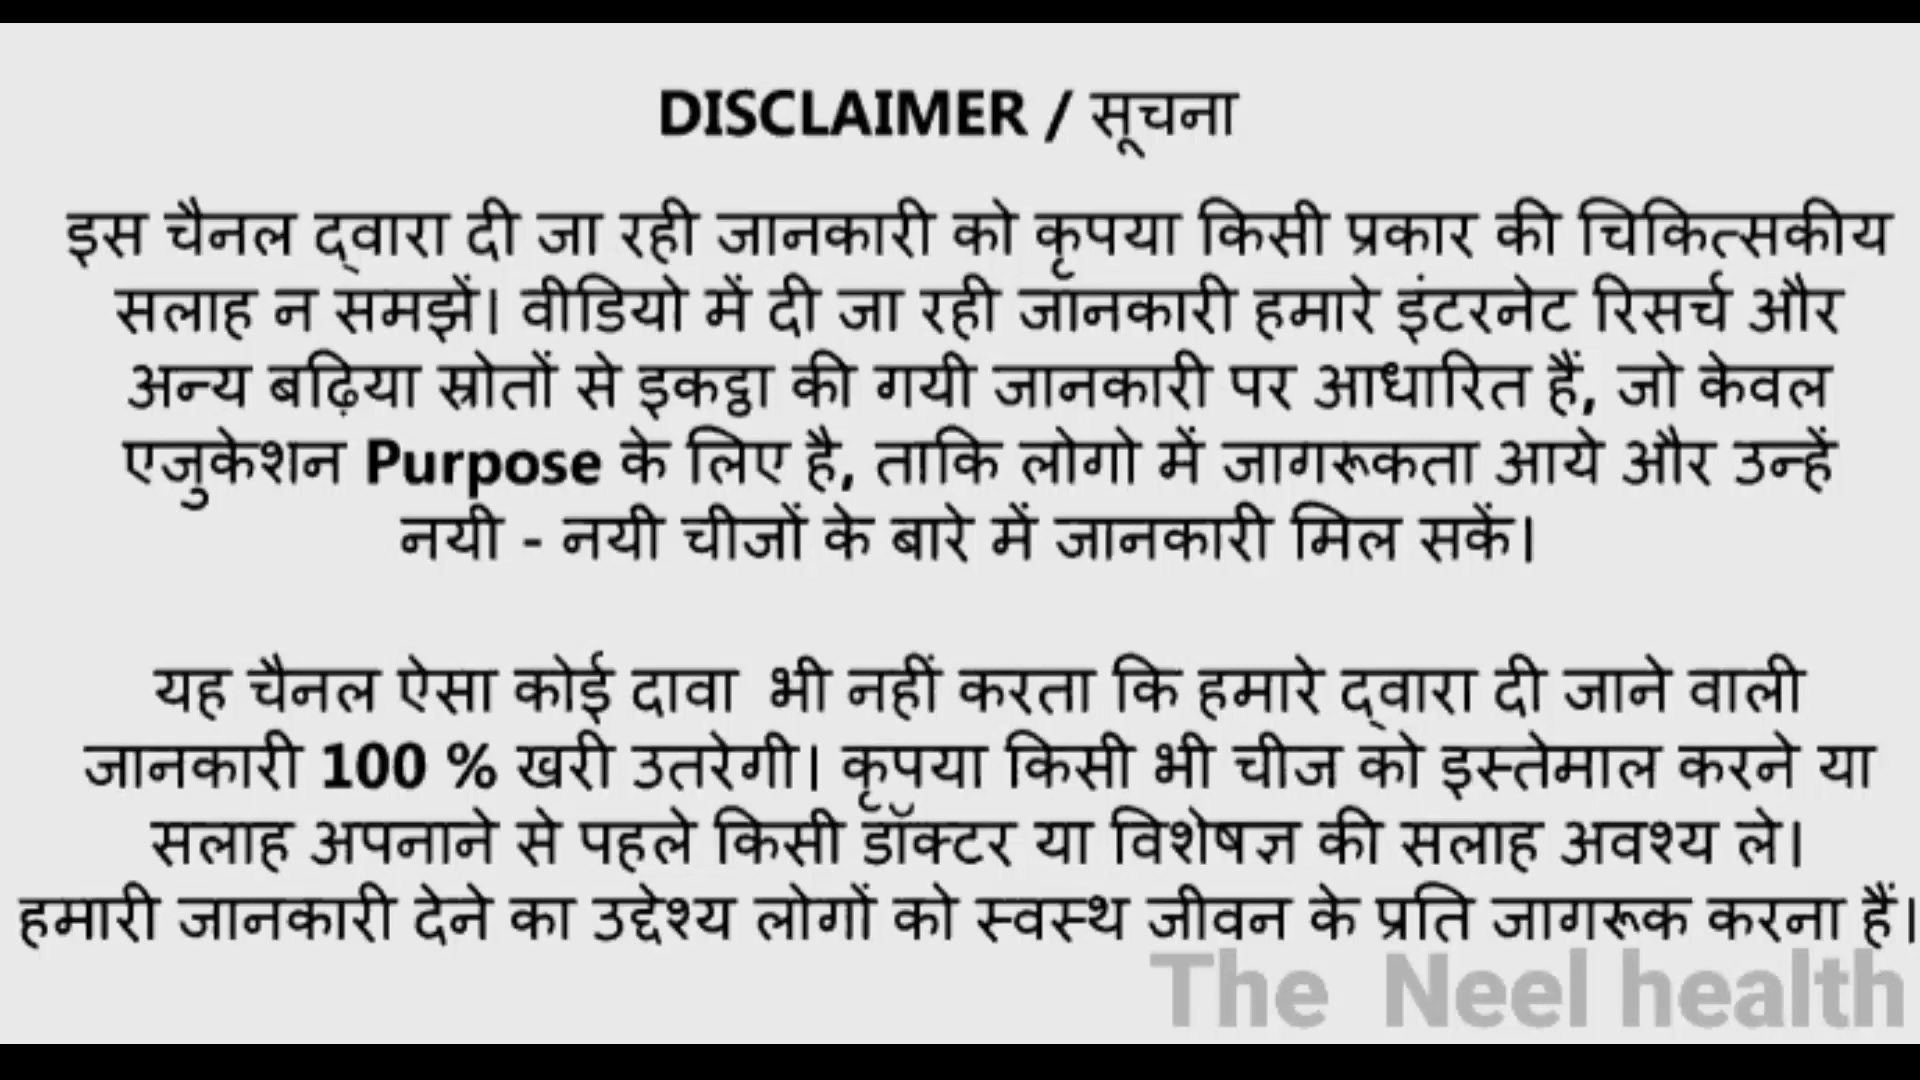 DISCLAIMER / सूचना
इस चैनल द्वारा दी जा रही जानकारी को कृपया किसी प्रकार की चिकित्सकीय
सलाह न समझें। वीडियो में दी जा रही जानकारी हमारे इंटरनेट रिसर्च और
अन्य बढ़िया स्रोतों से इकट्ठा की गयी जानकारी पर आधारित हैं, जो केवल
एजुकेशन Purpose के लिए है, ताकि लोगो में जागरूकता आये और उन्हें
नयी - नयी चीजों के बारे में जानकारी मिल सकें।
यह चैनल ऐसा कोई दावा भी नहीं करता कि हमारे द्वारा दी जाने वाली
जानकारी 100 % खरी उतरेगी। कृपया किसी भी चीज को इस्तेमाल करने या
सलाह अपनाने से पहले किसी डॉक्टर या विशेषज्ञ की सलाह अवश्य ले।
हमारी जानकारी देने का उद्देश्य लोगों को स्वस्थ जीवन के प्रति जागरूक करना हैं।
The Neel health